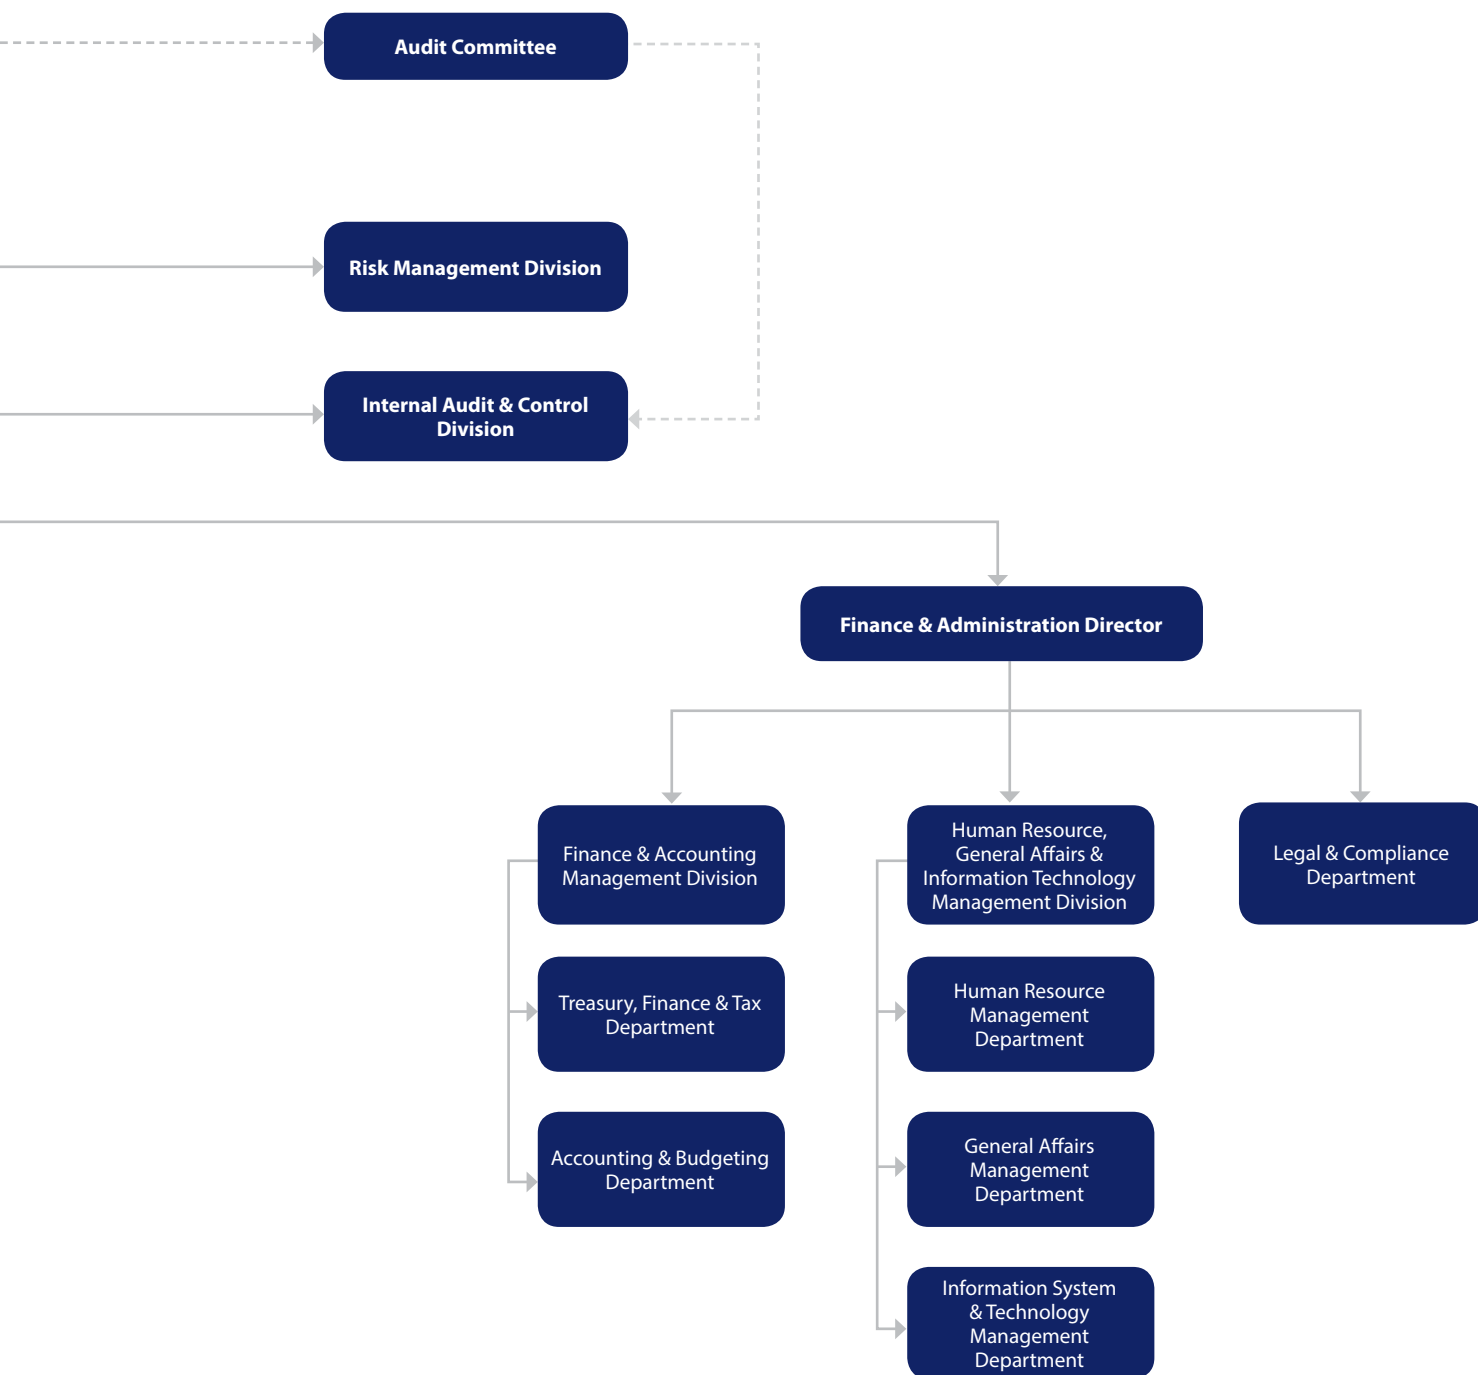 Audit Committee
Risk Management Division
Internal Audit & Control
Division
Finance & Administration Director
Finance & Accounting
Management Division
Human Resource,
General Affairs &
Information Technology
Management Division
Legal & Compliance
Department
Treasury, Finance & Tax
Department
Human Resource
Management
Department
Accounting & Budgeting
Department
General Affairs
Management
Department
Information System
& Technology
Management
Department